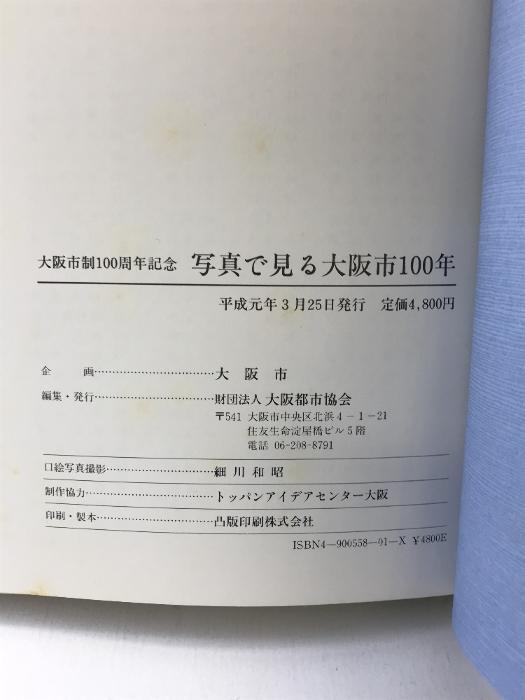 大阪市制100周年記念 写真で見る大阪市100年
平成元年3月25日発行 定価4,800円
企 画……………………………大 阪 市
編集・発行……………………………財団法人 大阪都市協会
〒541 大阪市中央区北浜4-1-21
住友生命淀屋橋ビル5階
電話 06-208-8791
口絵写真撮影……………………………細川和昭
制作協力……………………………トッパンアイデアセンター大阪
印刷・製本……………………………凸版印刷株式会社
ISBN4-900558-01-X ¥4800E